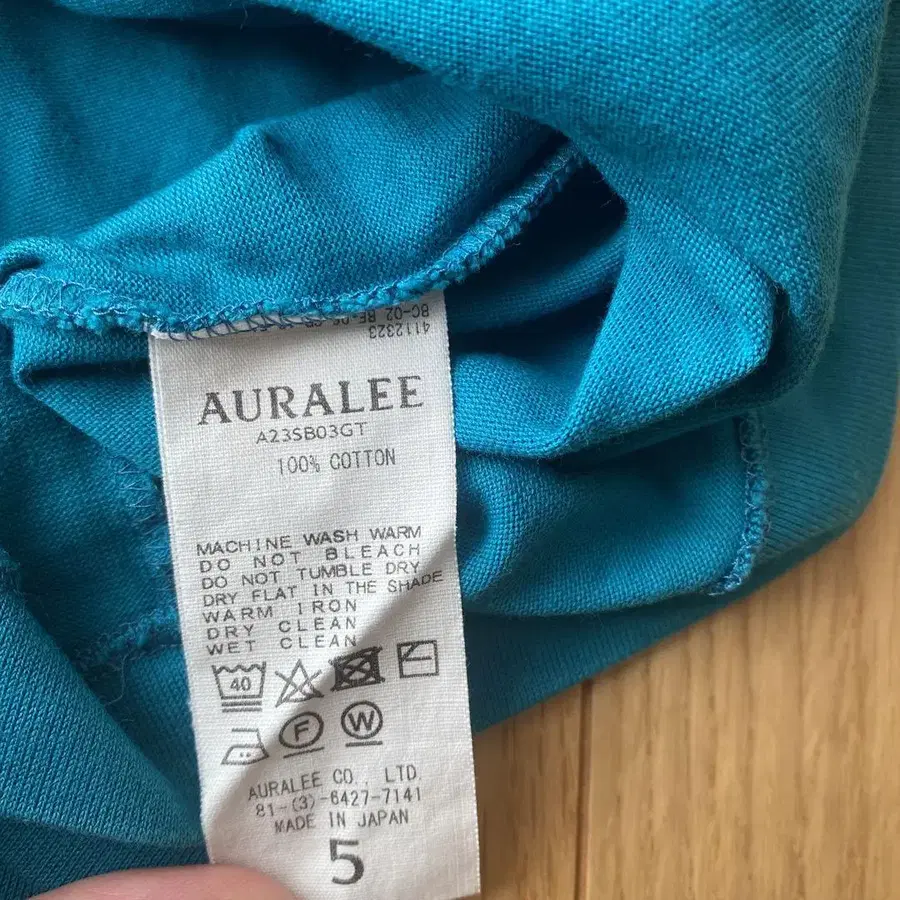 4112323
AURALEE
A23SB03GT
100% COTTON
MACHINE WASH WARM
DO NOT BLEACH
DO NOT TUMBLE DRY
DRY FLAT IN THE SHADE
WARM IRON
DRY CLEAN
WET CLEAN
40
F W
AURALEE CO., LTD.
81-(3)-6427-7141
MADE IN JAPAN
5